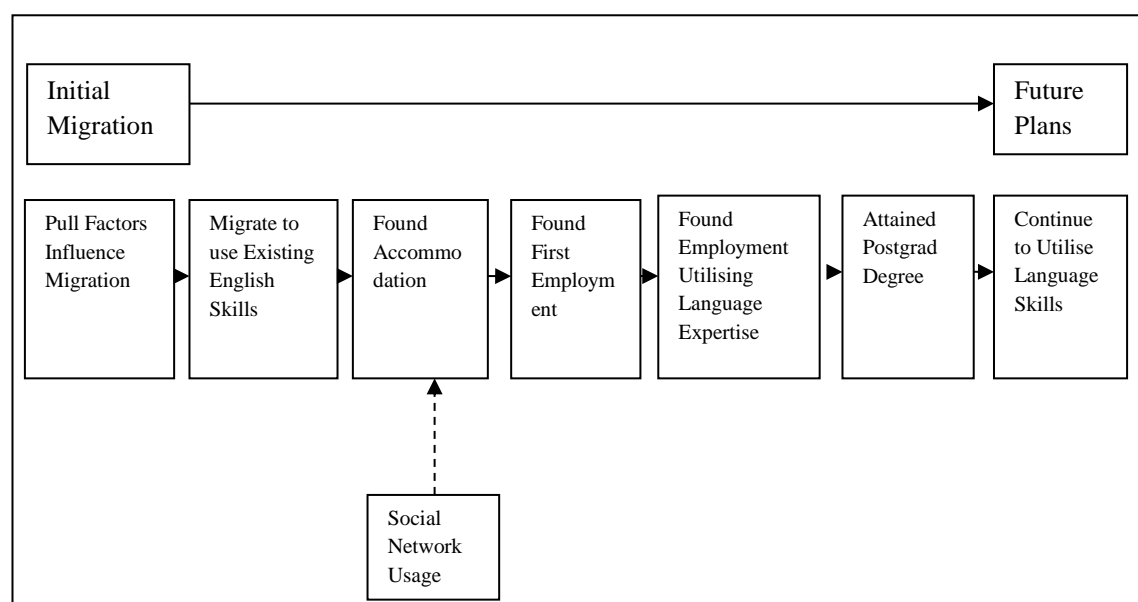 Initial
Migration
Future
Plans
Pull Factors
Influence
Migration
Migrate to
use Existing
English
Skills
Found
Accommo
dation
Found
First
Employm
ent
Found
Employment
Utilising
Language
Expertise
Attained
Postgrad
Degree
Continue
to Utilise
Language
Skills
Social
Network
Usage